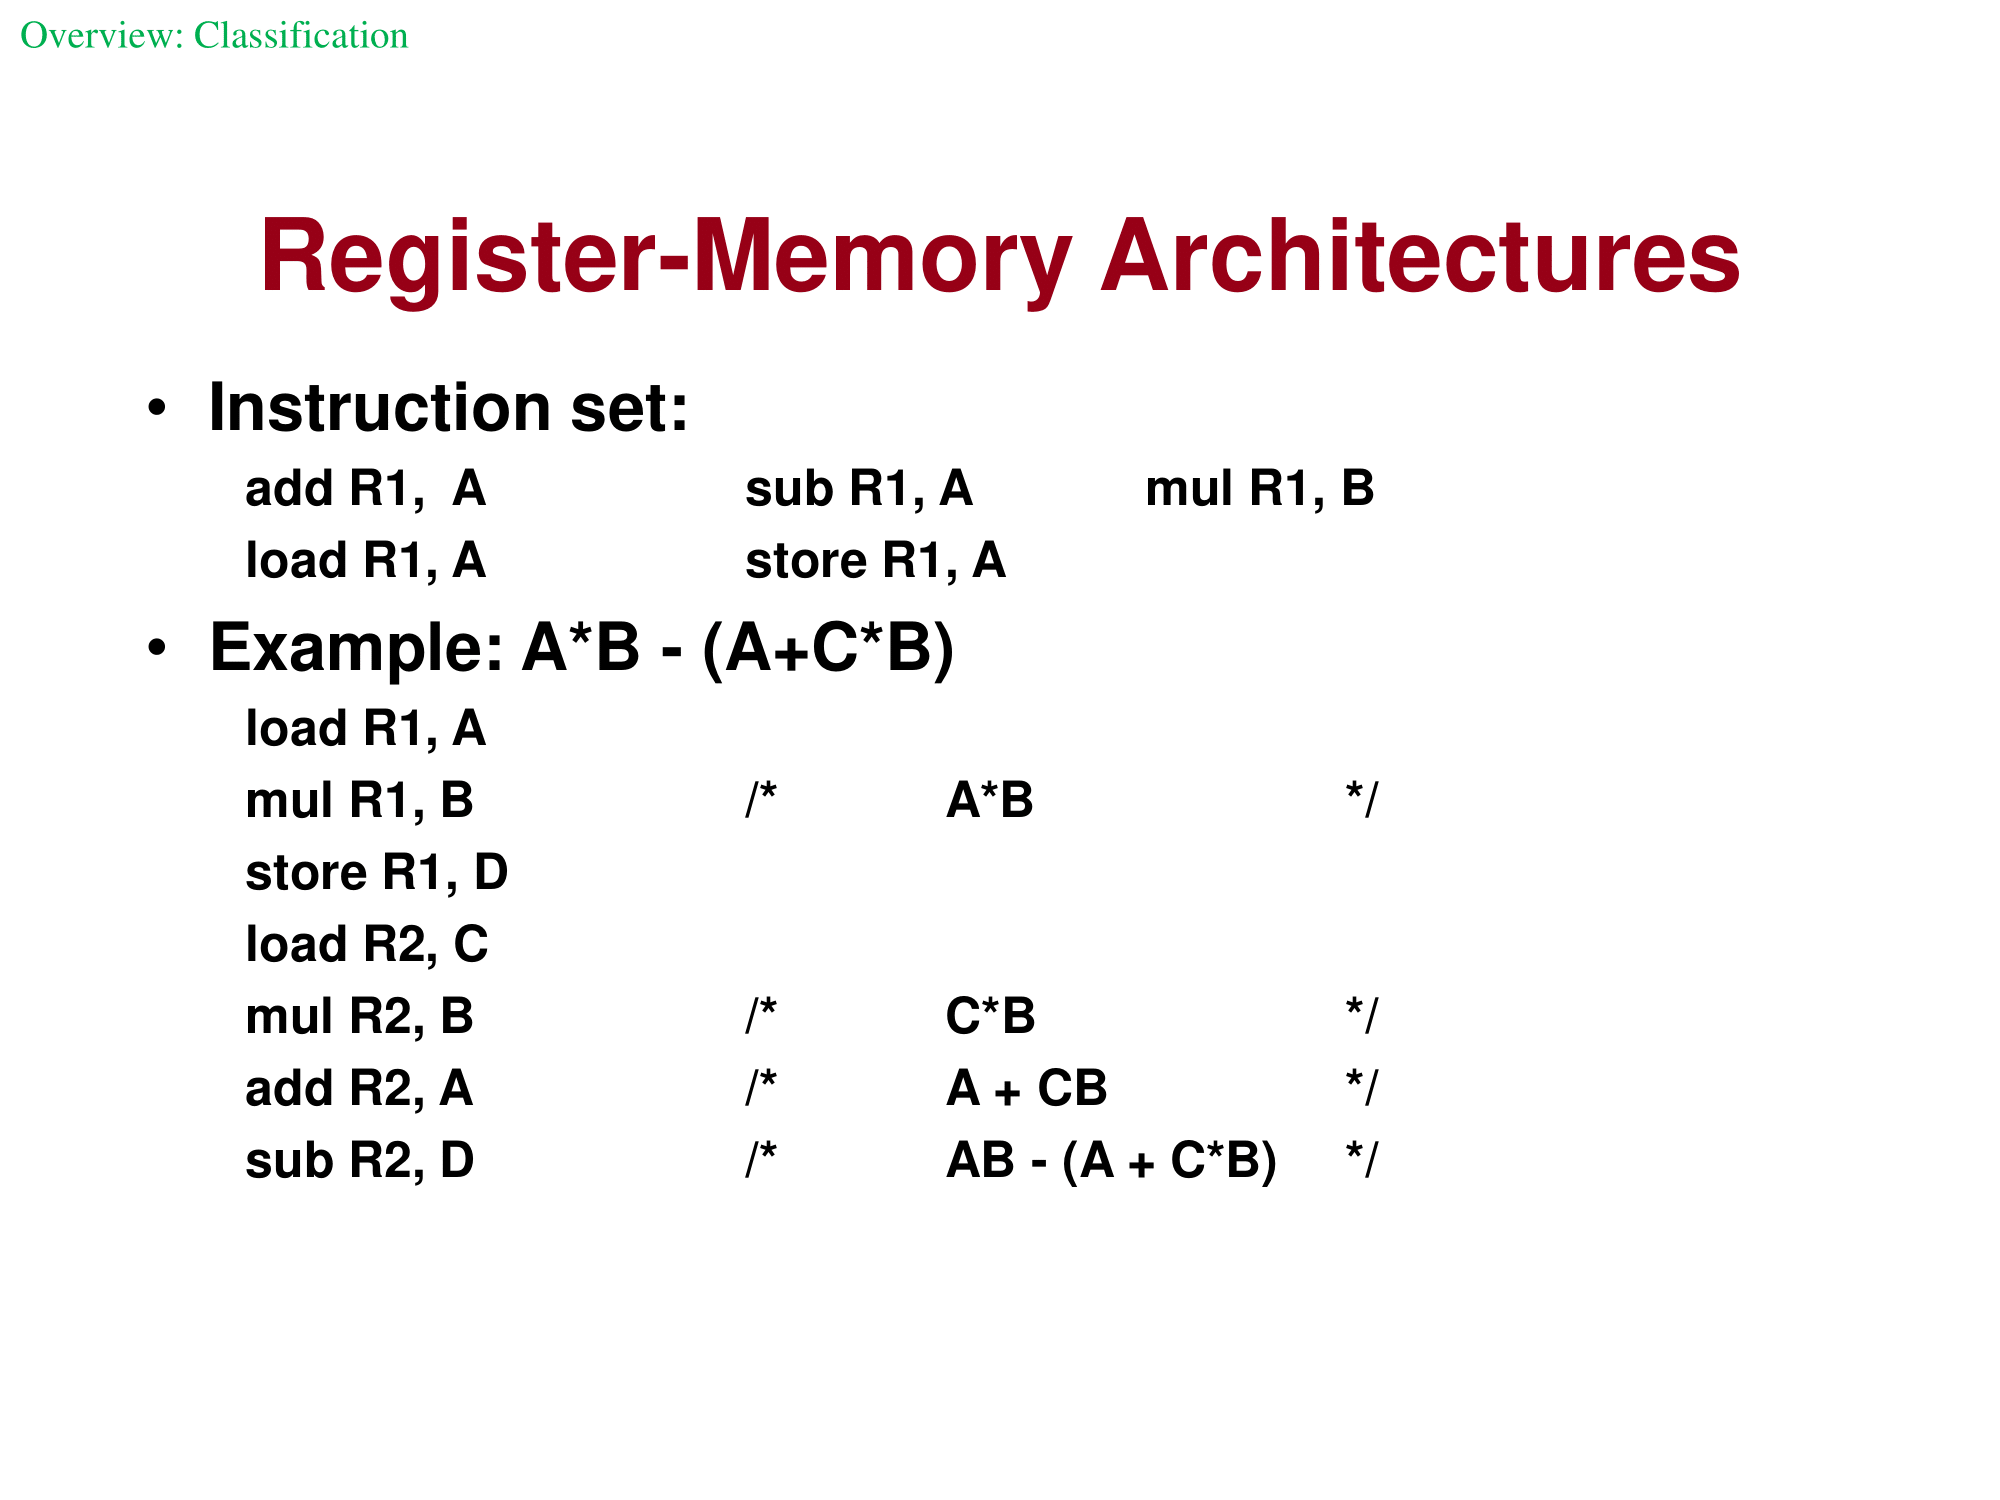 Overview: Classification
Register-Memory Architectures
• Instruction set:
add R1,  A sub R1, A mul R1, B
load R1, A store R1, A
• Example: A*B - (A+C*B)
load R1, A
mul R1, B /* A*B */
store R1, D
load R2, C
mul R2, B /* C*B */
add R2, A /* A + CB */
sub R2, D /* AB - (A + C*B) */